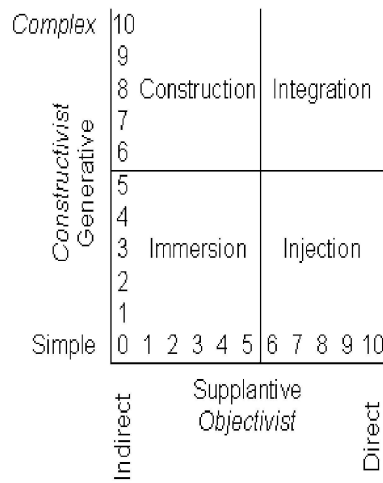 Complex 10
9
8 Construction Integration
7
6
5
4
3 Immersion Injection
2
1
Simple 0 1 2 3 4 5 6 7 8 9 10
Constructivist
Generative
Supplantive
Objectivist
Indirect
Direct